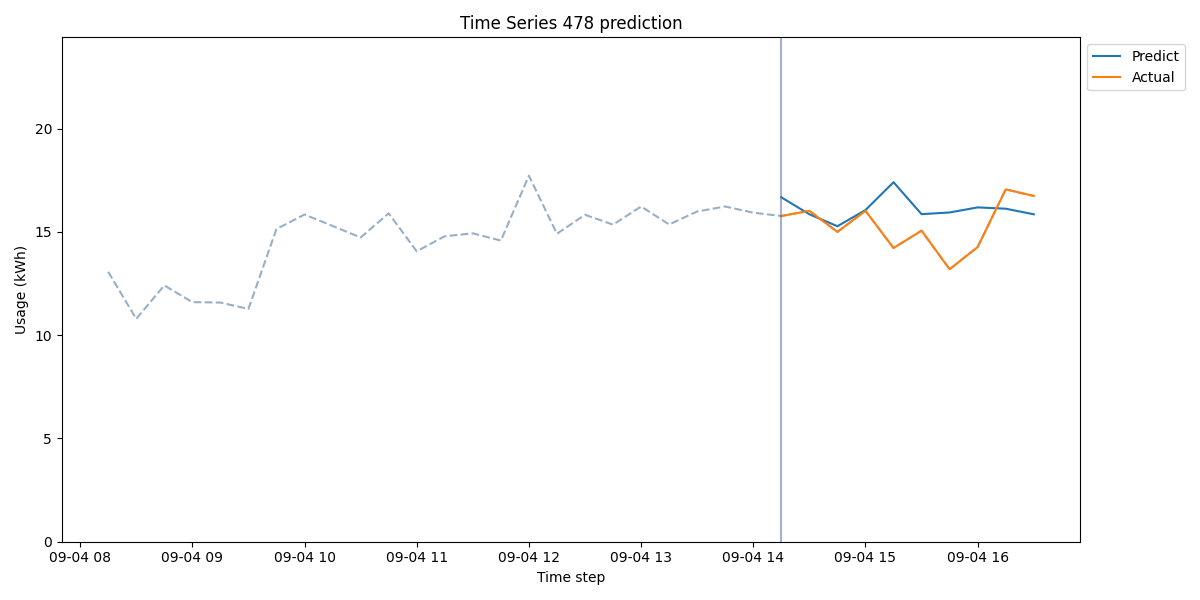 Time Series 478 prediction
Predict
Actual
Usage (kWh)
20
15
10
5
0
09-04 08
09-04 09
09-04 10
09-04 11
09-04 12
09-04 13
09-04 14
09-04 15
09-04 16
Time step